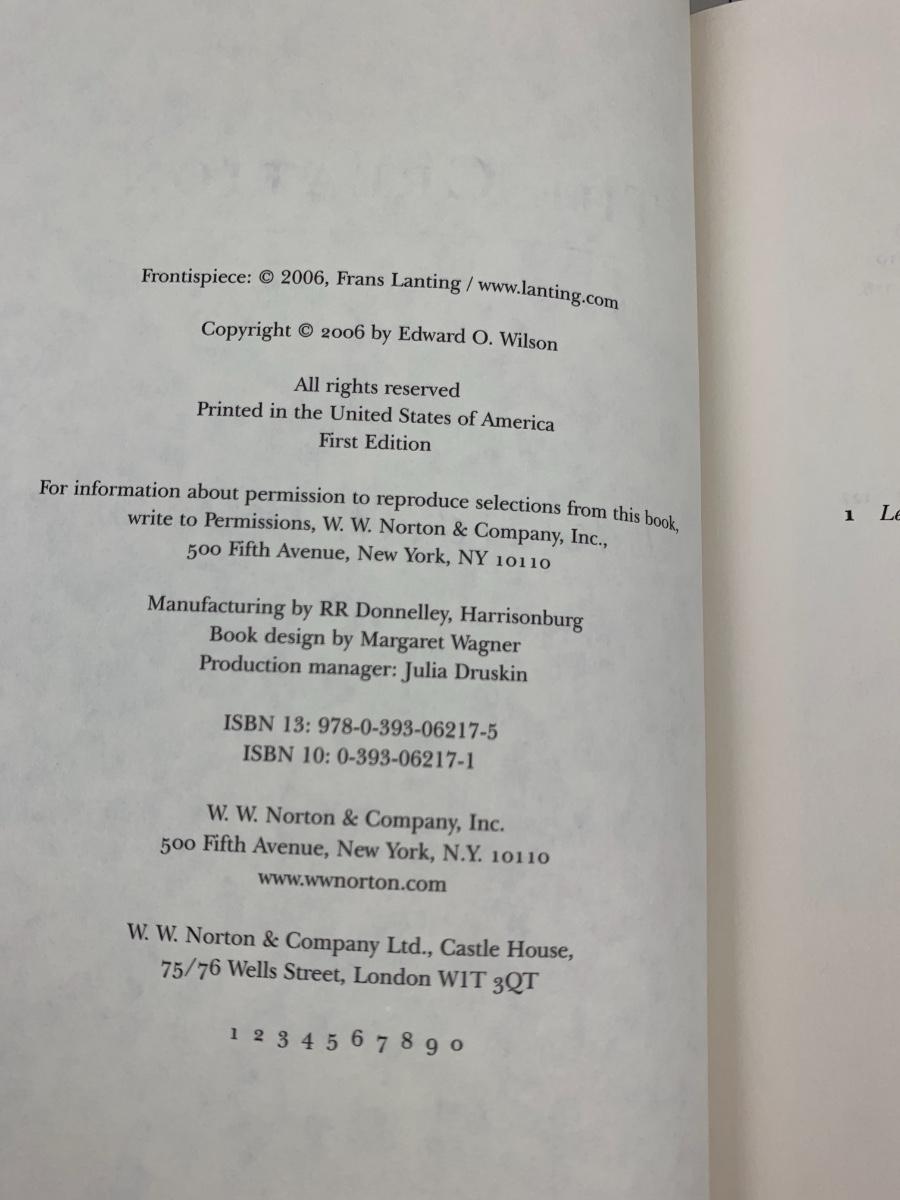 Frontispiece: © 2006, Frans Lanting / www.lanting.com
Copyright © 2006 by Edward O. Wilson
All rights reserved
Printed in the United States of America
First Edition
For information about permission to reproduce selections from this book,
write to Permissions, W. W. Norton & Company, Inc.,
500 Fifth Avenue, New York, NY 10110
Manufacturing by RR Donnelley, Harrisonburg
Book design by Margaret Wagner
Production manager: Julia Druskin
ISBN 13: 978-0-393-06217-5
ISBN 10: 0-393-06217-1
W. W. Norton & Company, Inc.
500 Fifth Avenue, New York, N.Y. 10110
www.wwnorton.com
W. W. Norton & Company Ltd., Castle House,
75/76 Wells Street, London W1T 3QT
1 2 3 4 5 6 7 8 9 0
1